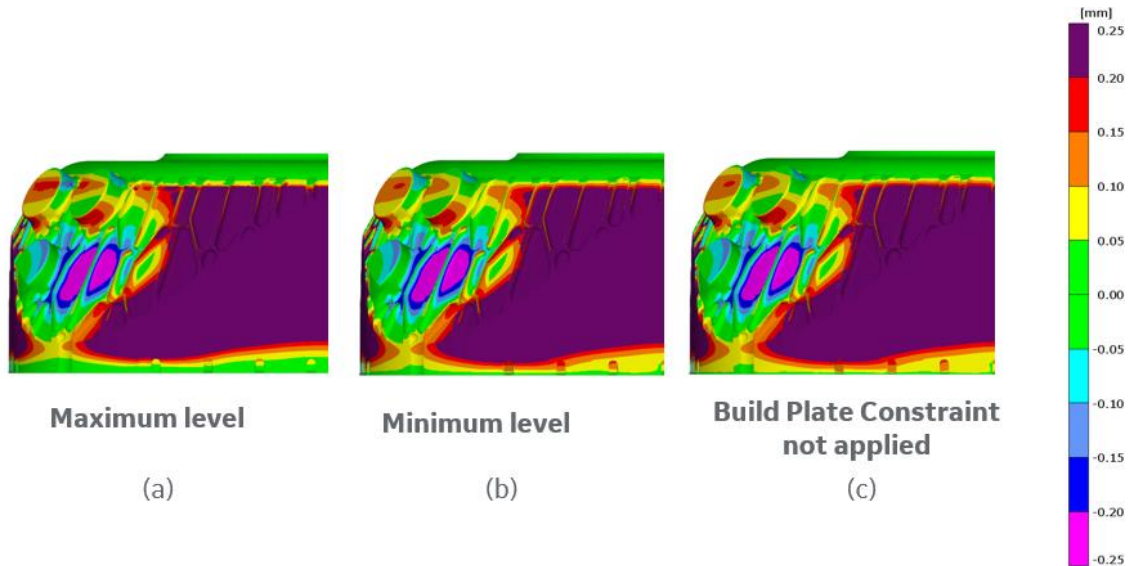 [mm]
0.25
0.20
0.15
0.10
0.05
0.00
-0.05
-0.10
-0.15
-0.20
-0.25
Maximum level
(a)
Minimum level
(b)
Build Plate Constraint
not applied
(c)